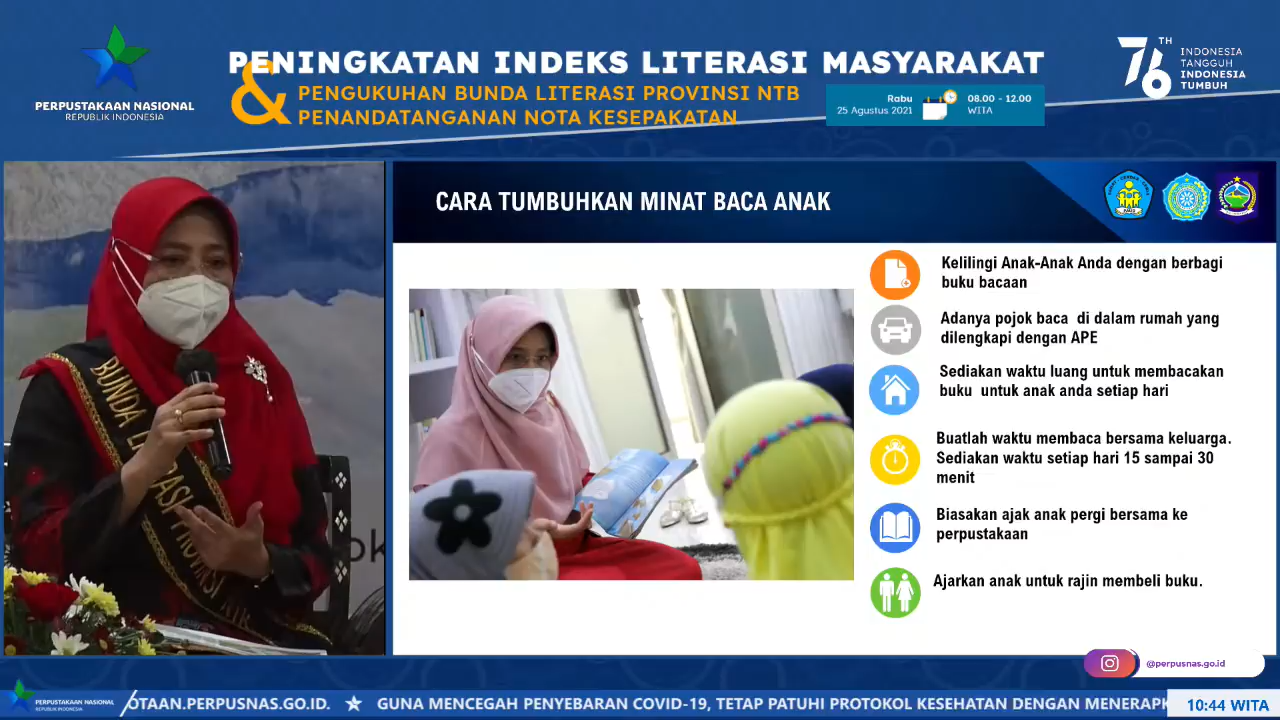 PERPUSTAKAAN NASIONAL
REPUBLIK INDONESIA
PENINGKATAN INDEKS LITERASI MASYARAKAT
& PENGUKUHAN BUNDA LITERASI PROVINSI NTB
PENANDATANGANAN NOTA KESEPAKATAN
Rabu
25 Agustus 2021
08.00 - 12.00
WITA
76 TH
INDONESIA
TANGGUH
INDONESIA
TUMBUH
CARA TUMBUHKAN MINAT BACA ANAK
Kelilingi Anak-Anak Anda dengan berbagi
buku bacaan
Adanya pojok baca di dalam rumah yang
dilengkapi dengan APE
Sediakan waktu luang untuk membacakan
buku untuk anak anda setiap hari
Buatlah waktu membaca bersama keluarga.
Sediakan waktu setiap hari 15 sampai 30
menit
Biasakan ajak anak pergi bersama ke
perpustakaan
Ajarkan anak untuk rajin membeli buku.
BUNDA
PROVINSI NTB
@perpusnas.go.id
PERPUSTAKAAN NASIONAL
REPUBLIK INDONESIA
OTAAN.PERPUSNAS.GO.ID. ★ GUNA MENCEGAH PENYEBARAN COVID-19, TETAP PATUHI PROTOKOL KESEHATAN DENGAN MENERAPK
10:44 WITA